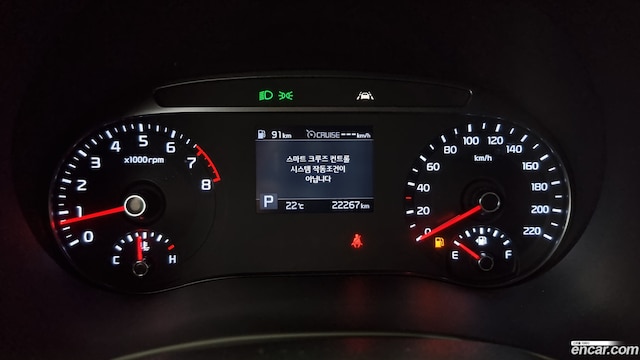 91km CRUISE ---km/h
스마트 크루즈 컨트롤
시스템 작동조건이
아닙니다
P 22℃ 22267km
0 1 2 3 4 5 6 7 8
x1000rpm
C H
0 20 40 60 80 100 120 140 160 180 200 220
km/h
E F
encar.com